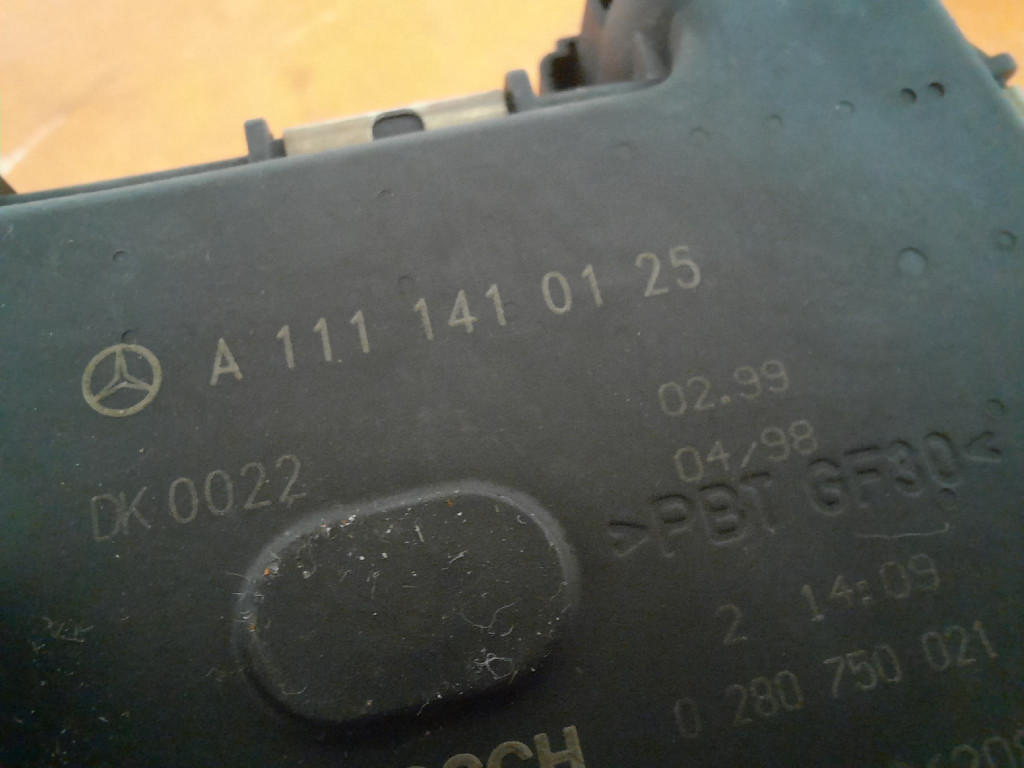 A 111 141 01 25
02.99
DK 0022
04/98
>PBT GF30<
2 14:09
0 280 750 021